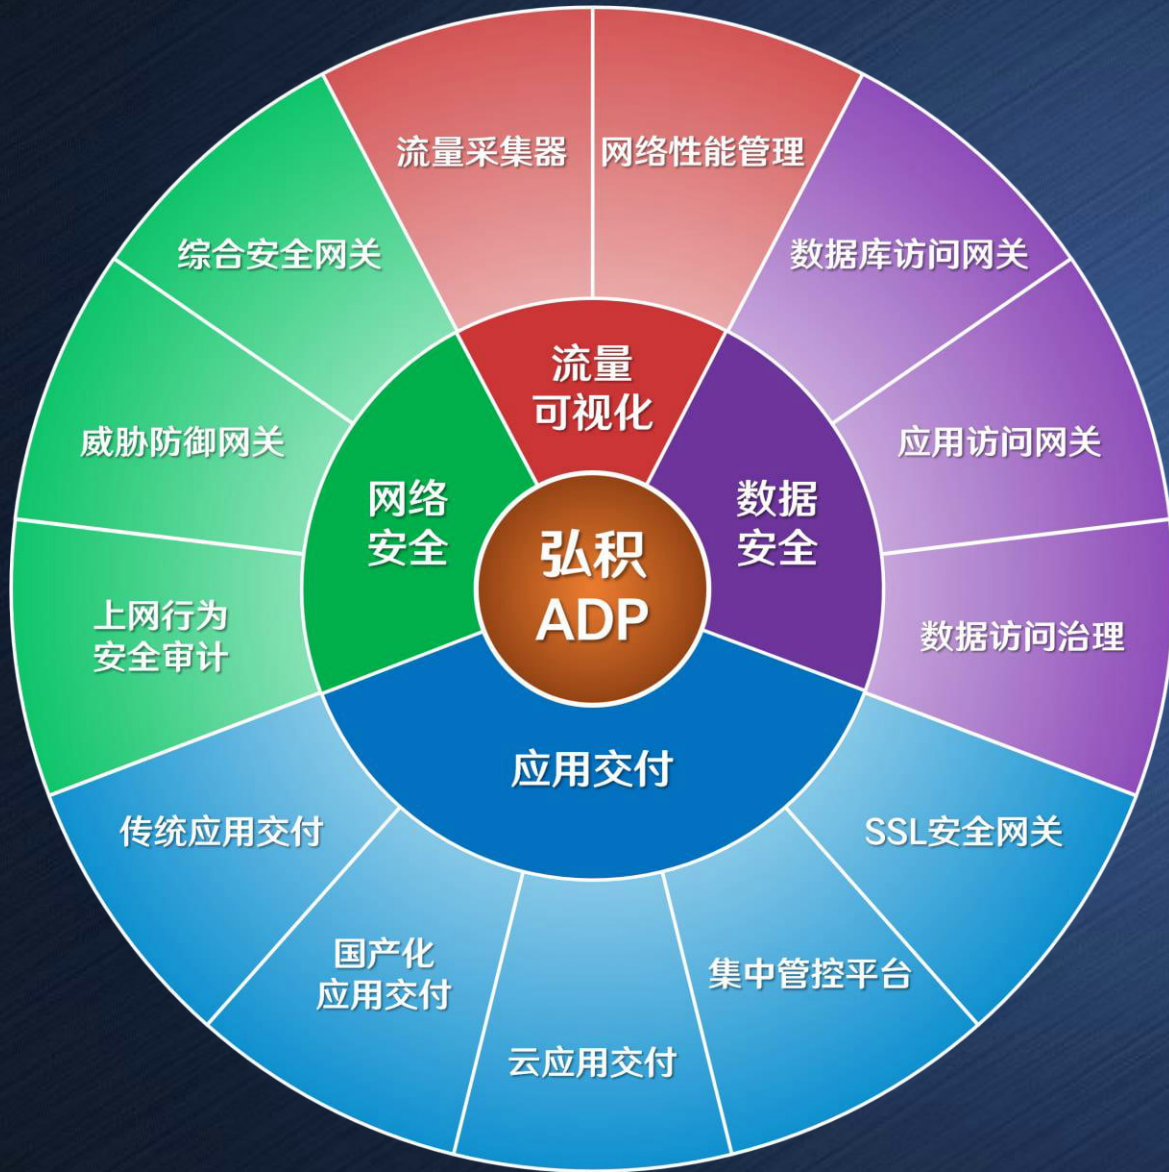 流量采集器
网络性能管理
综合安全网关
数据库访问网关
流量
可视化
威胁防御网关
应用访问网关
网络
安全
数据
安全
弘积
ADP
上网行为
安全审计
数据访问治理
应用交付
传统应用交付
SSL安全网关
国产化
应用交付
集中管控平台
云应用交付